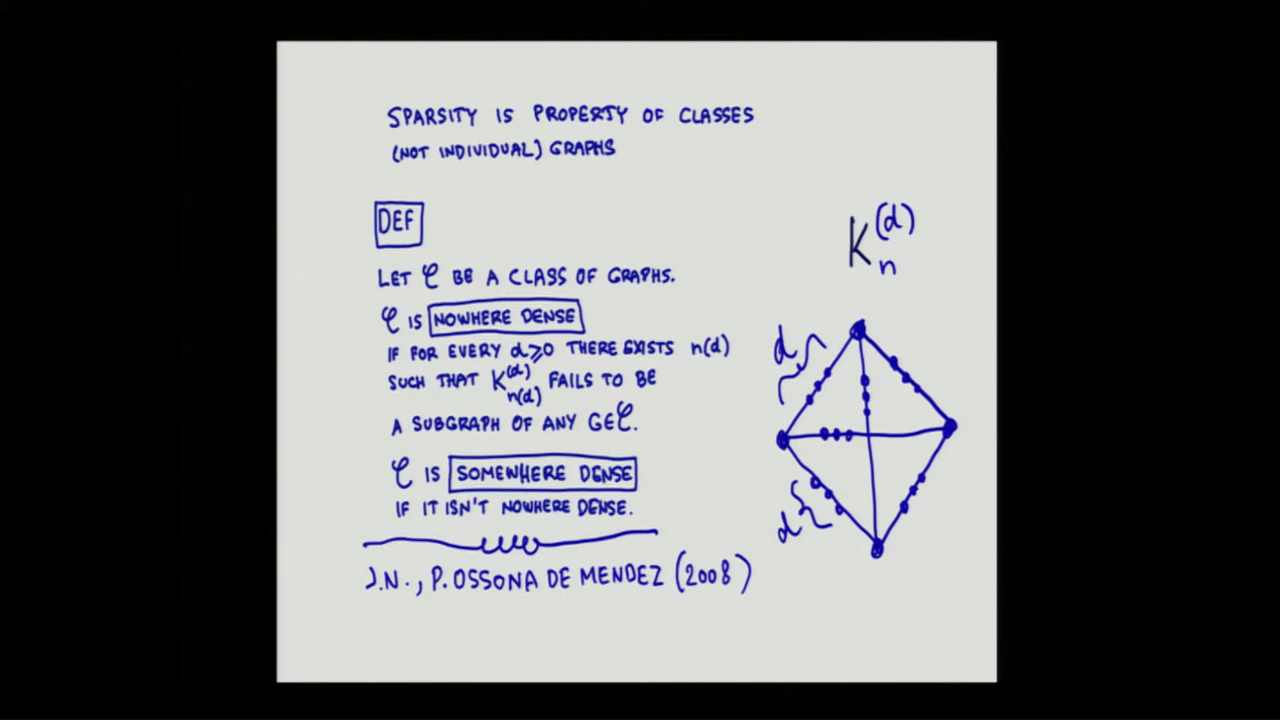 SPARSITY IS PROPERTY OF CLASSES
(NOT INDIVIDUAL) GRAPHS
DEF
LET 𝒞 BE A CLASS OF GRAPHS.
𝒞 IS NOWHERE DENSE
IF FOR EVERY d⩾0 THERE EXISTS n(d)
SUCH THAT K^(d)_n(d) FAILS TO BE
A SUBGRAPH OF ANY G∈𝒞.
𝒞 IS SOMEWHERE DENSE
IF IT ISN'T NOWHERE DENSE.
J.N., P. OSSONA DE MENDEZ (2008)
K^(d)_n
d
d